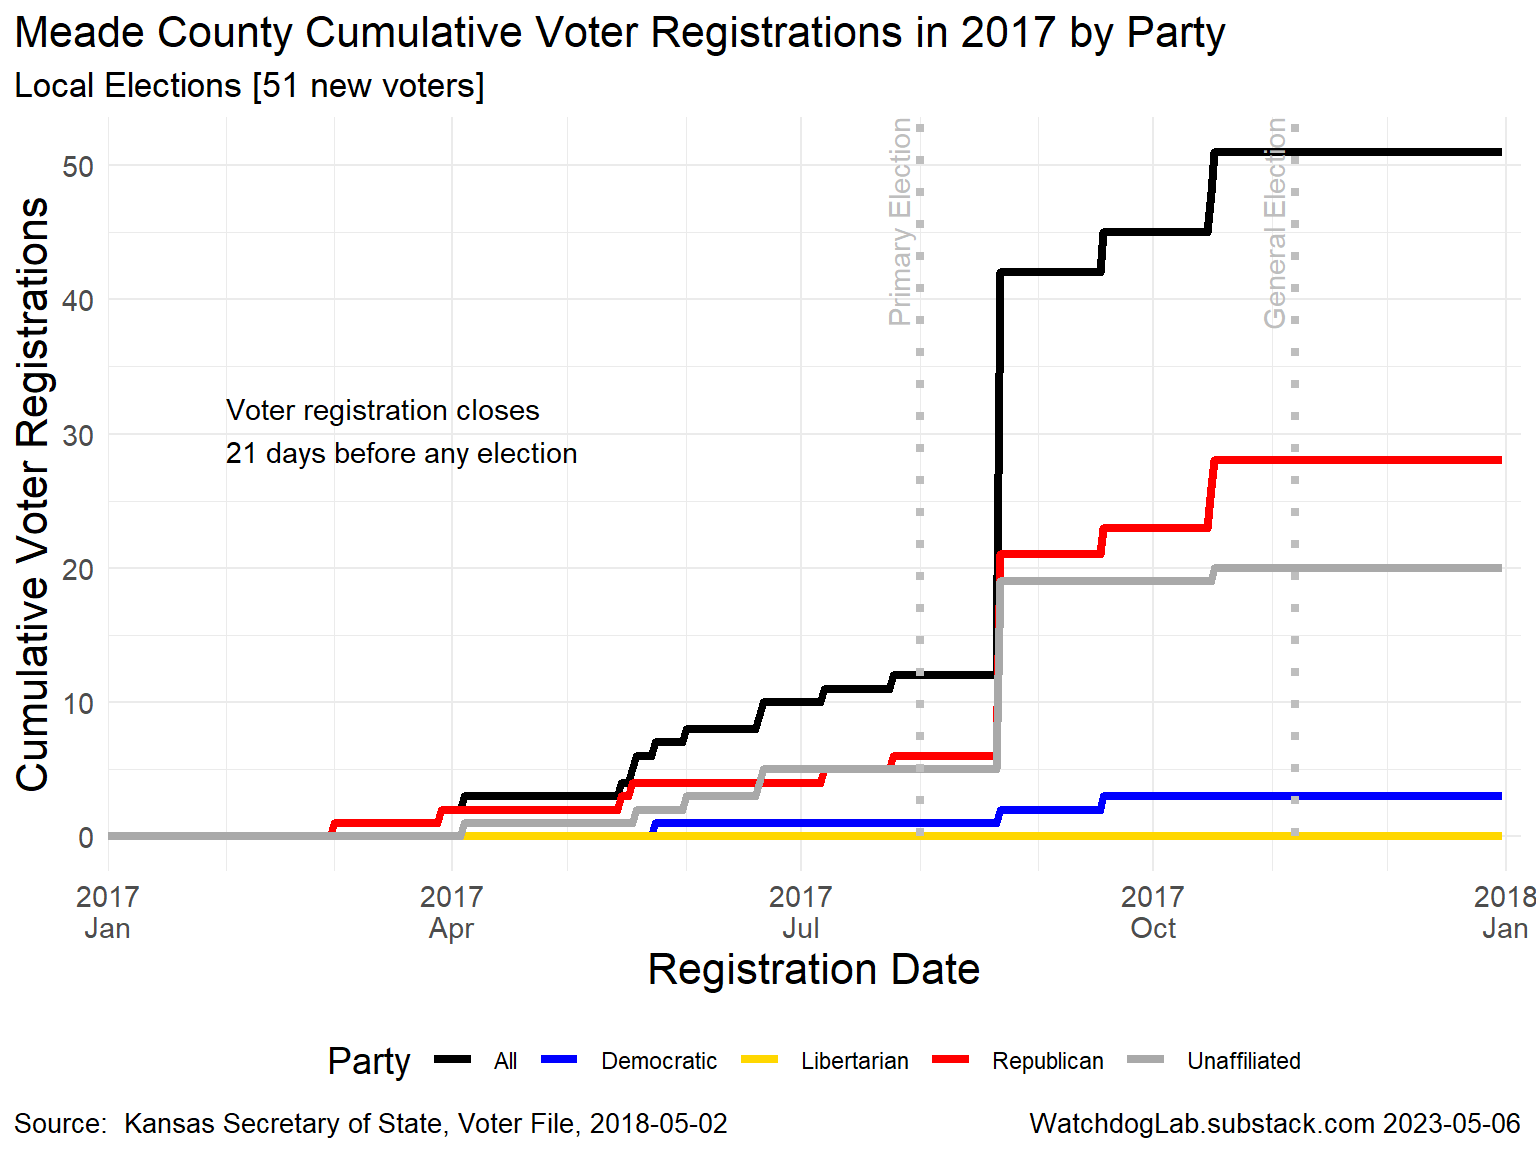 Meade County Cumulative Voter Registrations in 2017 by Party
Local Elections [51 new voters]
Cumulative Voter Registrations
50
40
30
20
10
0
Primary Election
General Election
Voter registration closes
21 days before any election
2017 2017 2017 2017 2018
Jan Apr Jul Oct Jan
Registration Date
Party All Democratic Libertarian Republican Unaffiliated
Source:  Kansas Secretary of State, Voter File, 2018-05-02
WatchdogLab.substack.com 2023-05-06